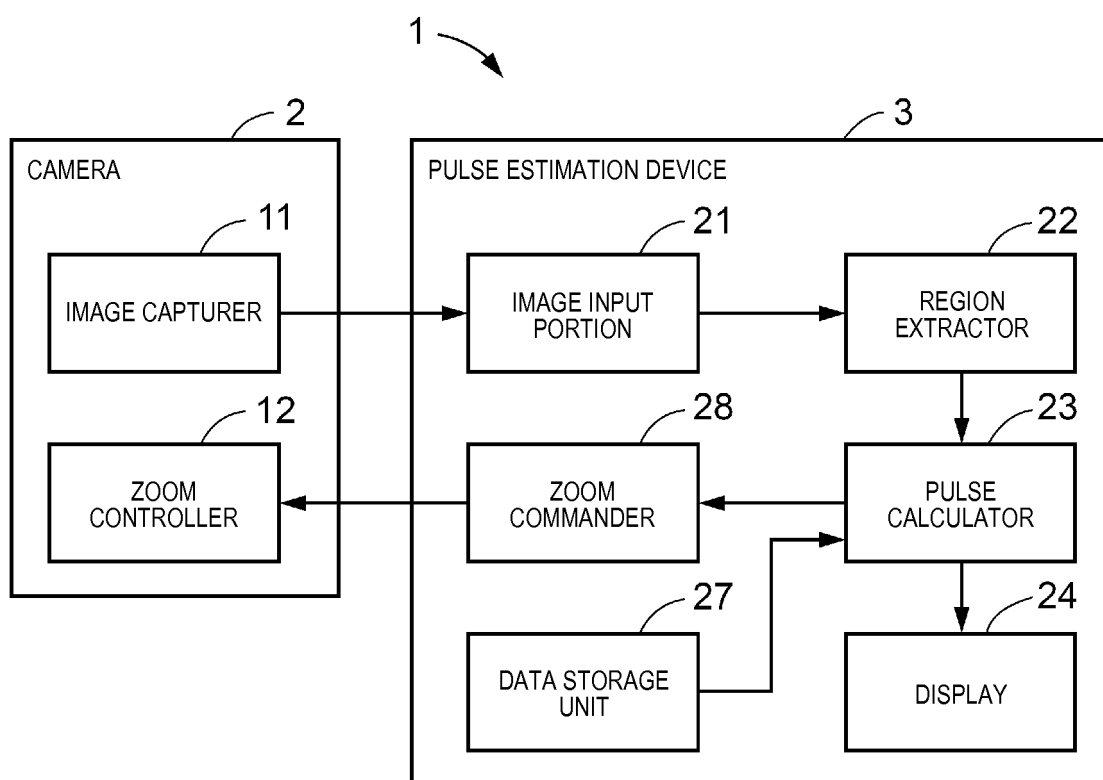 1
2
3
CAMERA
PULSE ESTIMATION DEVICE
11
21
22
IMAGE CAPTURER
IMAGE INPUT
PORTION
REGION
EXTRACTOR
12
28
23
ZOOM
CONTROLLER
ZOOM
COMMANDER
PULSE
CALCULATOR
27
24
DATA STORAGE
UNIT
DISPLAY